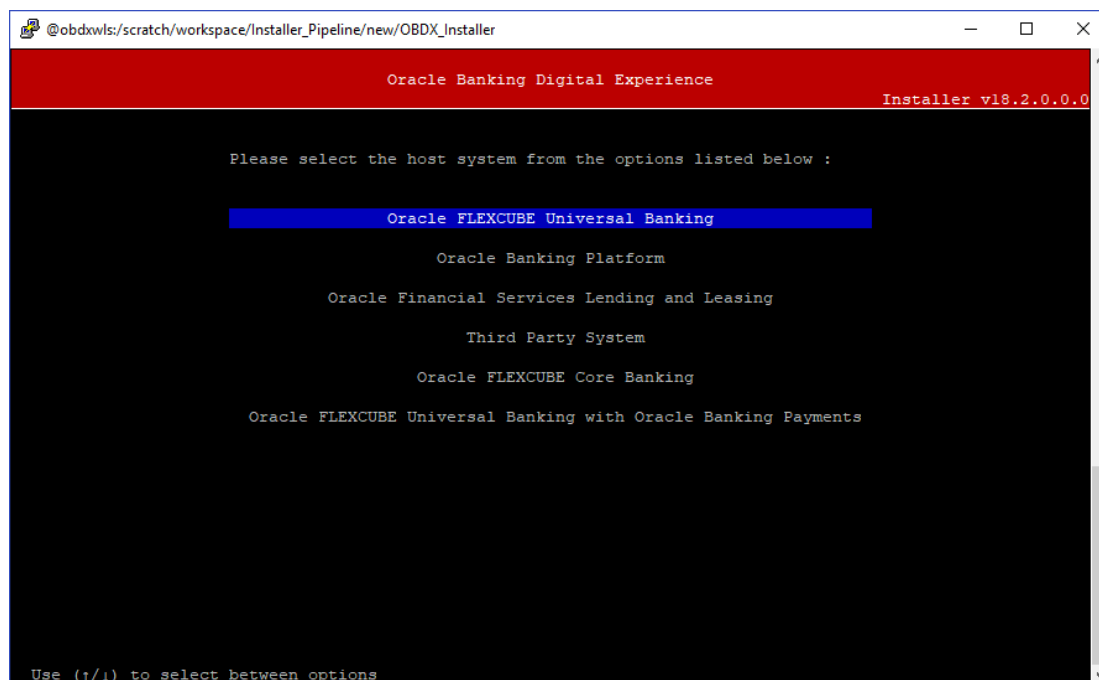 @obdxwls:/scratch/workspace/Installer_Pipeline/new/OBDX_Installer
Oracle Banking Digital Experience
Installer v18.2.0.0.0
Please select the host system from the options listed below :
Oracle FLEXCUBE Universal Banking
Oracle Banking Platform
Oracle Financial Services Lending and Leasing
Third Party System
Oracle FLEXCUBE Core Banking
Oracle FLEXCUBE Universal Banking with Oracle Banking Payments
Use (↑/↓) to select between options